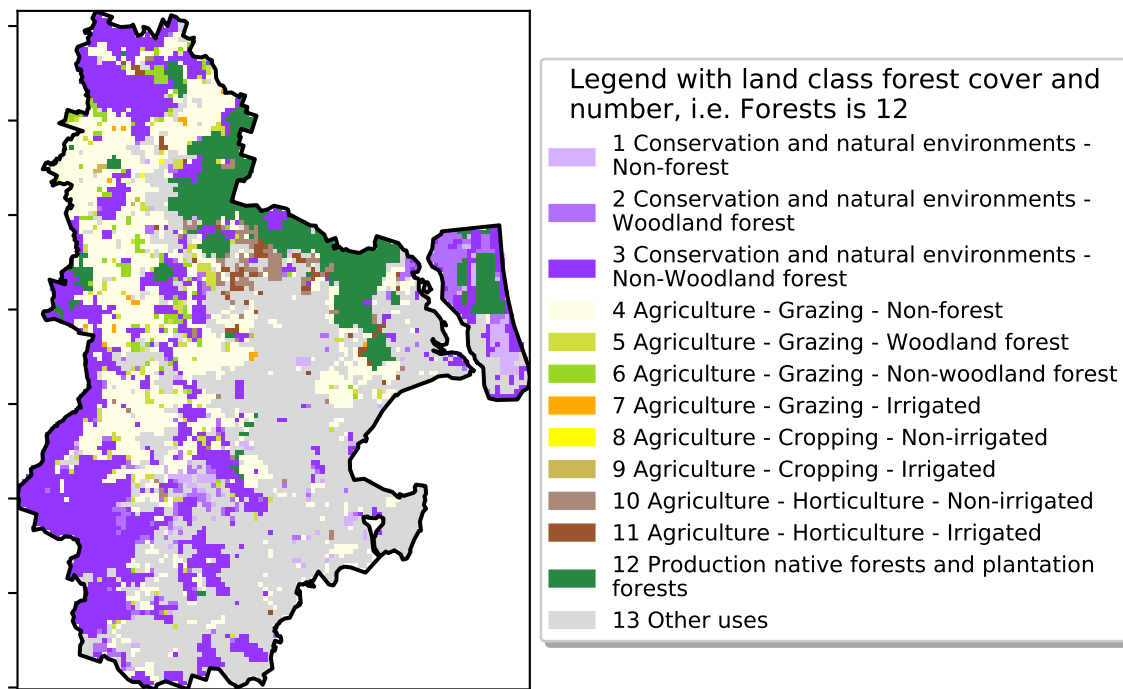 Legend with land class forest cover and
number, i.e. Forests is 12
1 Conservation and natural environments -
Non-forest
2 Conservation and natural environments -
Woodland forest
3 Conservation and natural environments -
Non-Woodland forest
4 Agriculture - Grazing - Non-forest
5 Agriculture - Grazing - Woodland forest
6 Agriculture - Grazing - Non-woodland forest
7 Agriculture - Grazing - Irrigated
8 Agriculture - Cropping - Non-irrigated
9 Agriculture - Cropping - Irrigated
10 Agriculture - Horticulture - Non-irrigated
11 Agriculture - Horticulture - Irrigated
12 Production native forests and plantation
forests
13 Other uses